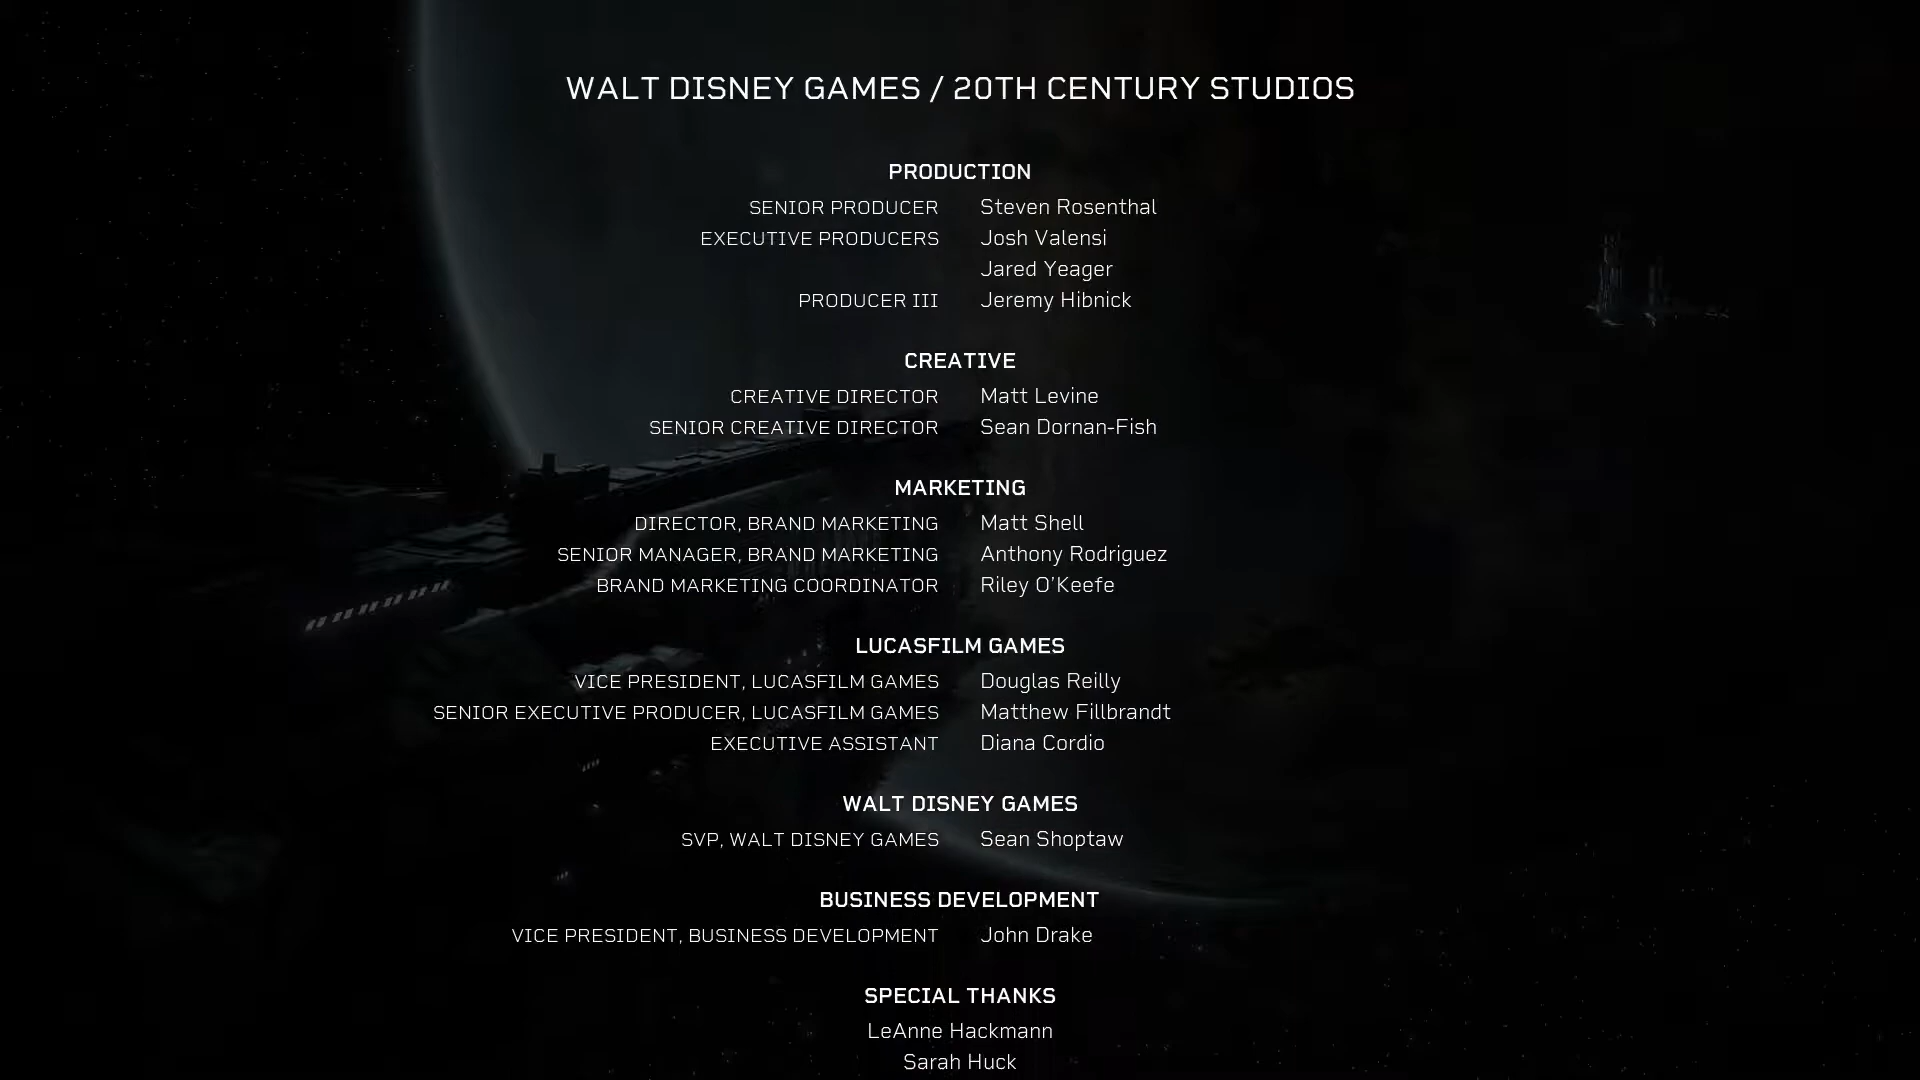 WALT DISNEY GAMES / 20TH CENTURY STUDIOS
PRODUCTION
SENIOR PRODUCER Steven Rosenthal
EXECUTIVE PRODUCERS Josh Valensi
Jared Yeager
PRODUCER III Jeremy Hibnick
CREATIVE
CREATIVE DIRECTOR Matt Levine
SENIOR CREATIVE DIRECTOR Sean Dornan-Fish
MARKETING
DIRECTOR, BRAND MARKETING Matt Shell
SENIOR MANAGER, BRAND MARKETING Anthony Rodriguez
BRAND MARKETING COORDINATOR Riley O’Keefe
LUCASFILM GAMES
VICE PRESIDENT, LUCASFILM GAMES Douglas Reilly
SENIOR EXECUTIVE PRODUCER, LUCASFILM GAMES Matthew Fillbrandt
EXECUTIVE ASSISTANT Diana Cordio
WALT DISNEY GAMES
SVP, WALT DISNEY GAMES Sean Shoptaw
BUSINESS DEVELOPMENT
VICE PRESIDENT, BUSINESS DEVELOPMENT John Drake
SPECIAL THANKS
LeAnne Hackmann
Sarah Huck